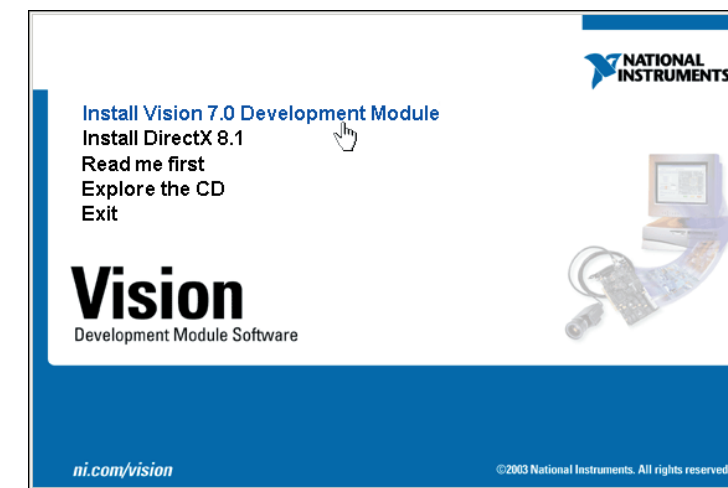 NATIONAL
INSTRUMENTS
Install Vision 7.0 Development Module
Install DirectX 8.1
Read me first
Explore the CD
Exit
Vision
Development Module Software
ni.com/vision
©2003 National Instruments. All rights reserved